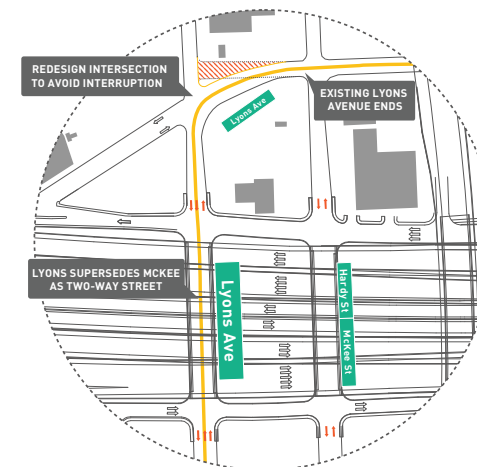 REDESIGN INTERSECTION
TO AVOID INTERRUPTION
EXISTING LYONS
AVENUE ENDS
Lyons Ave
LYONS SUPERSEDES MCKEE
AS TWO-WAY STREET
Lyons Ave
Hardy St
McKee St